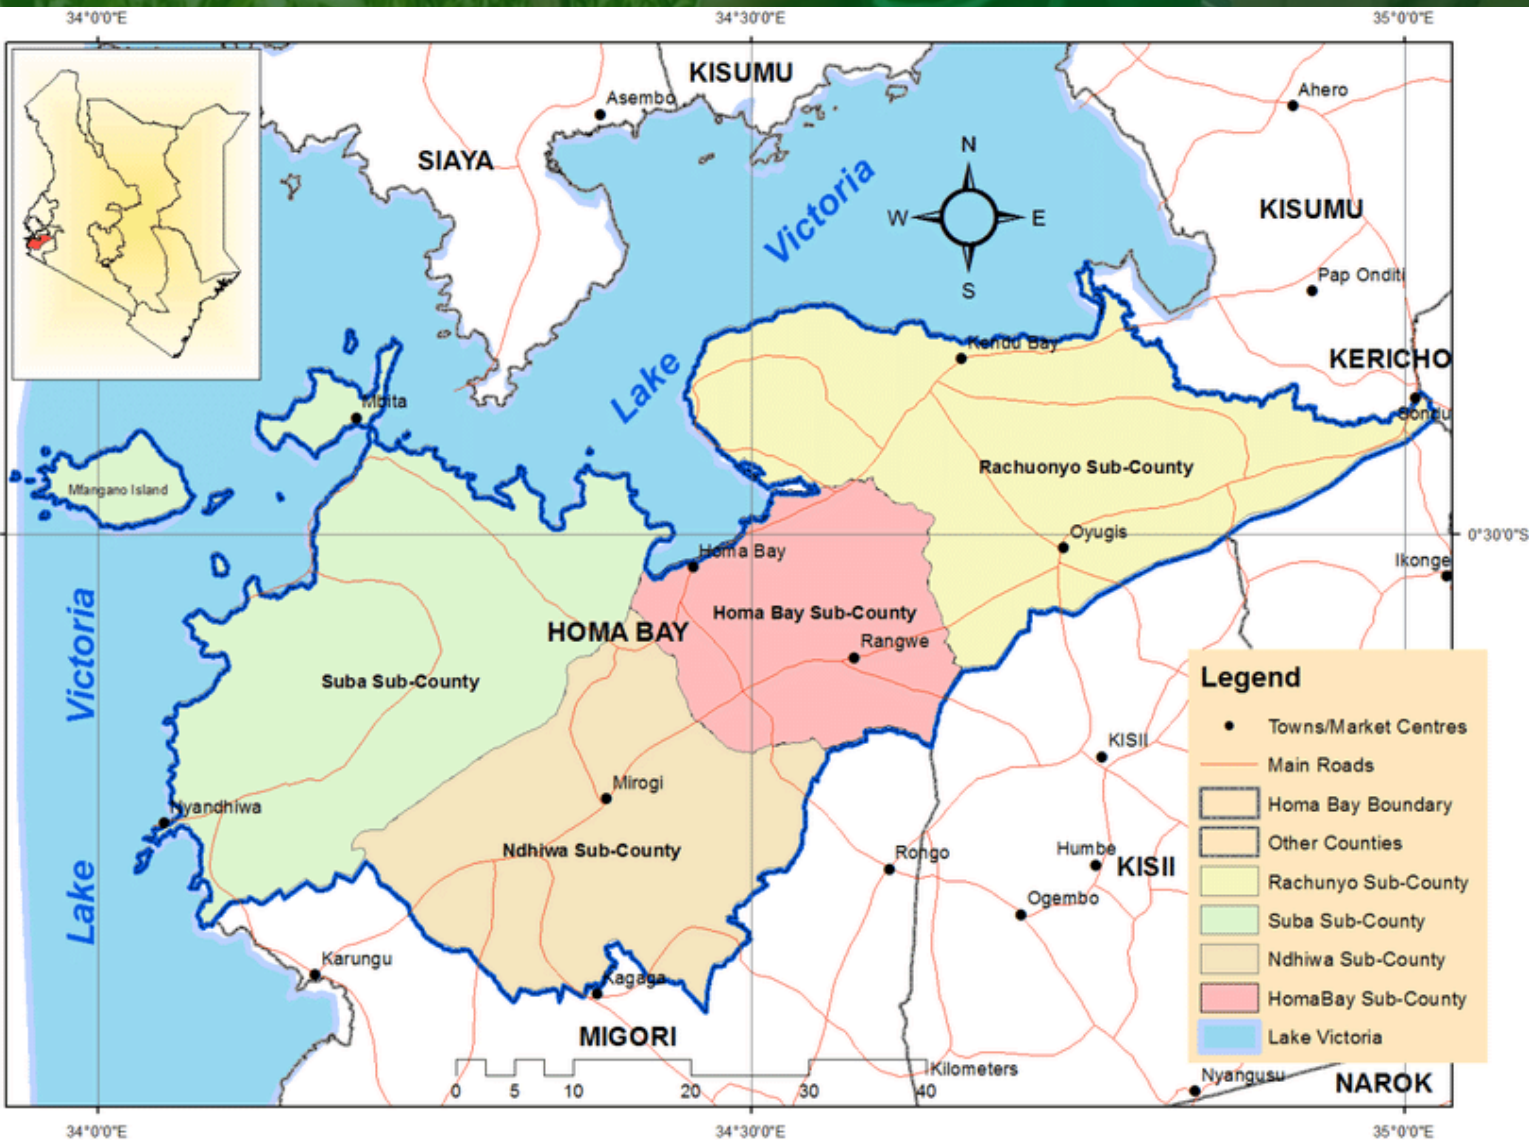 34°0'0"E
34°30'0"E
35°0'0"E
KISUMU
Asembo
Ahero
SIAYA
N
W
E
S
Victoria
KISUMU
Pap Onditi
KERICHO
Kendu Bay
Lake
Mbita
Sondu
Rachuonyo Sub-County
Mfangano Island
Oyugis
0°30'0"S
Homa Bay
Ikonge
Homa Bay Sub-County
HOMA BAY
Rangwe
Victoria
Suba Sub-County
Legend
Towns/Market Centres
Main Roads
Homa Bay Boundary
Other Counties
Rachunyo Sub-County
Suba Sub-County
Ndhiwa Sub-County
HomaBay Sub-County
Lake Victoria
KISII
Mirogi
Nyandhiwa
Ndhiwa Sub-County
Rongo
Humbe
KISII
Ogembo
Lake
Karungu
Kagaga
MIGORI
Kilometers
0 5 10 20 30 40
Nyangusu
NAROK
34°0'0"E
34°30'0"E
35°0'0"E